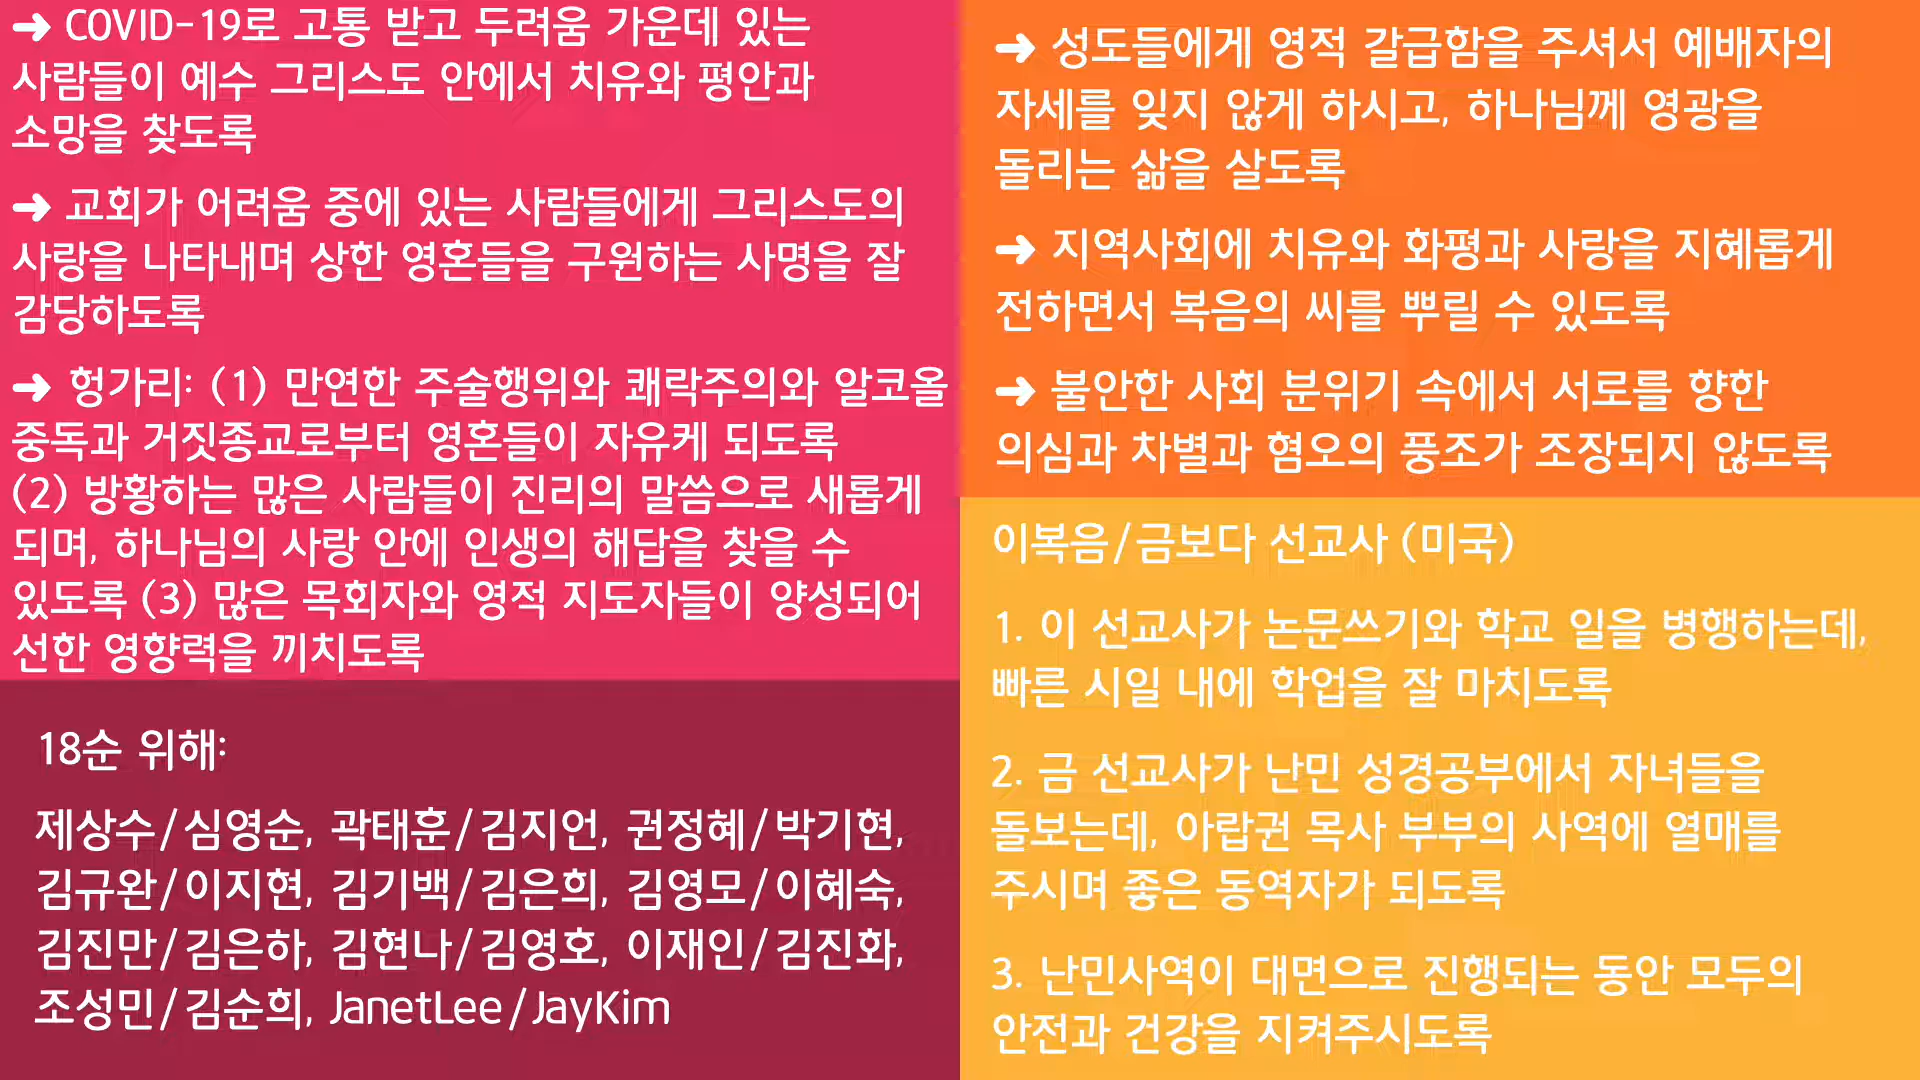 ➜ COVID-19로 고통 받고 두려움 가운데 있는
사람들이 예수 그리스도 안에서 치유와 평안과
소망을 찾도록
➜ 교회가 어려움 중에 있는 사람들에게 그리스도의
사랑을 나타내며 상한 영혼들을 구원하는 사명을 잘
감당하도록
➜ 헝가리: (1) 만연한 주술행위와 쾌락주의와 알코올
중독과 거짓종교로부터 영혼들이 자유케 되도록
(2) 방황하는 많은 사람들이 진리의 말씀으로 새롭게
되며, 하나님의 사랑 안에 인생의 해답을 찾을 수
있도록 (3) 많은 목회자와 영적 지도자들이 양성되어
선한 영향력을 끼치도록
18순 위해:
제상수/심영순, 곽태훈/김지언, 권정혜/박기현,
김규완/이지현, 김기백/김은희, 김영모/이혜숙,
김진만/김은하, 김현나/김영호, 이재인/김진화,
조성민/김순희, JanetLee/JayKim
➜ 성도들에게 영적 갈급함을 주셔서 예배자의
자세를 잊지 않게 하시고, 하나님께 영광을
돌리는 삶을 살도록
➜ 지역사회에 치유와 화평과 사랑을 지혜롭게
전하면서 복음의 씨를 뿌릴 수 있도록
➜ 불안한 사회 분위기 속에서 서로를 향한
의심과 차별과 혐오의 풍조가 조장되지 않도록
이복음/금보다 선교사 (미국)
1. 이 선교사가 논문쓰기와 학교 일을 병행하는데,
빠른 시일 내에 학업을 잘 마치도록
2. 금 선교사가 난민 성경공부에서 자녀들을
돌보는데, 아랍권 목사 부부의 사역에 열매를
주시며 좋은 동역자가 되도록
3. 난민사역이 대면으로 진행되는 동안 모두의
안전과 건강을 지켜주시도록